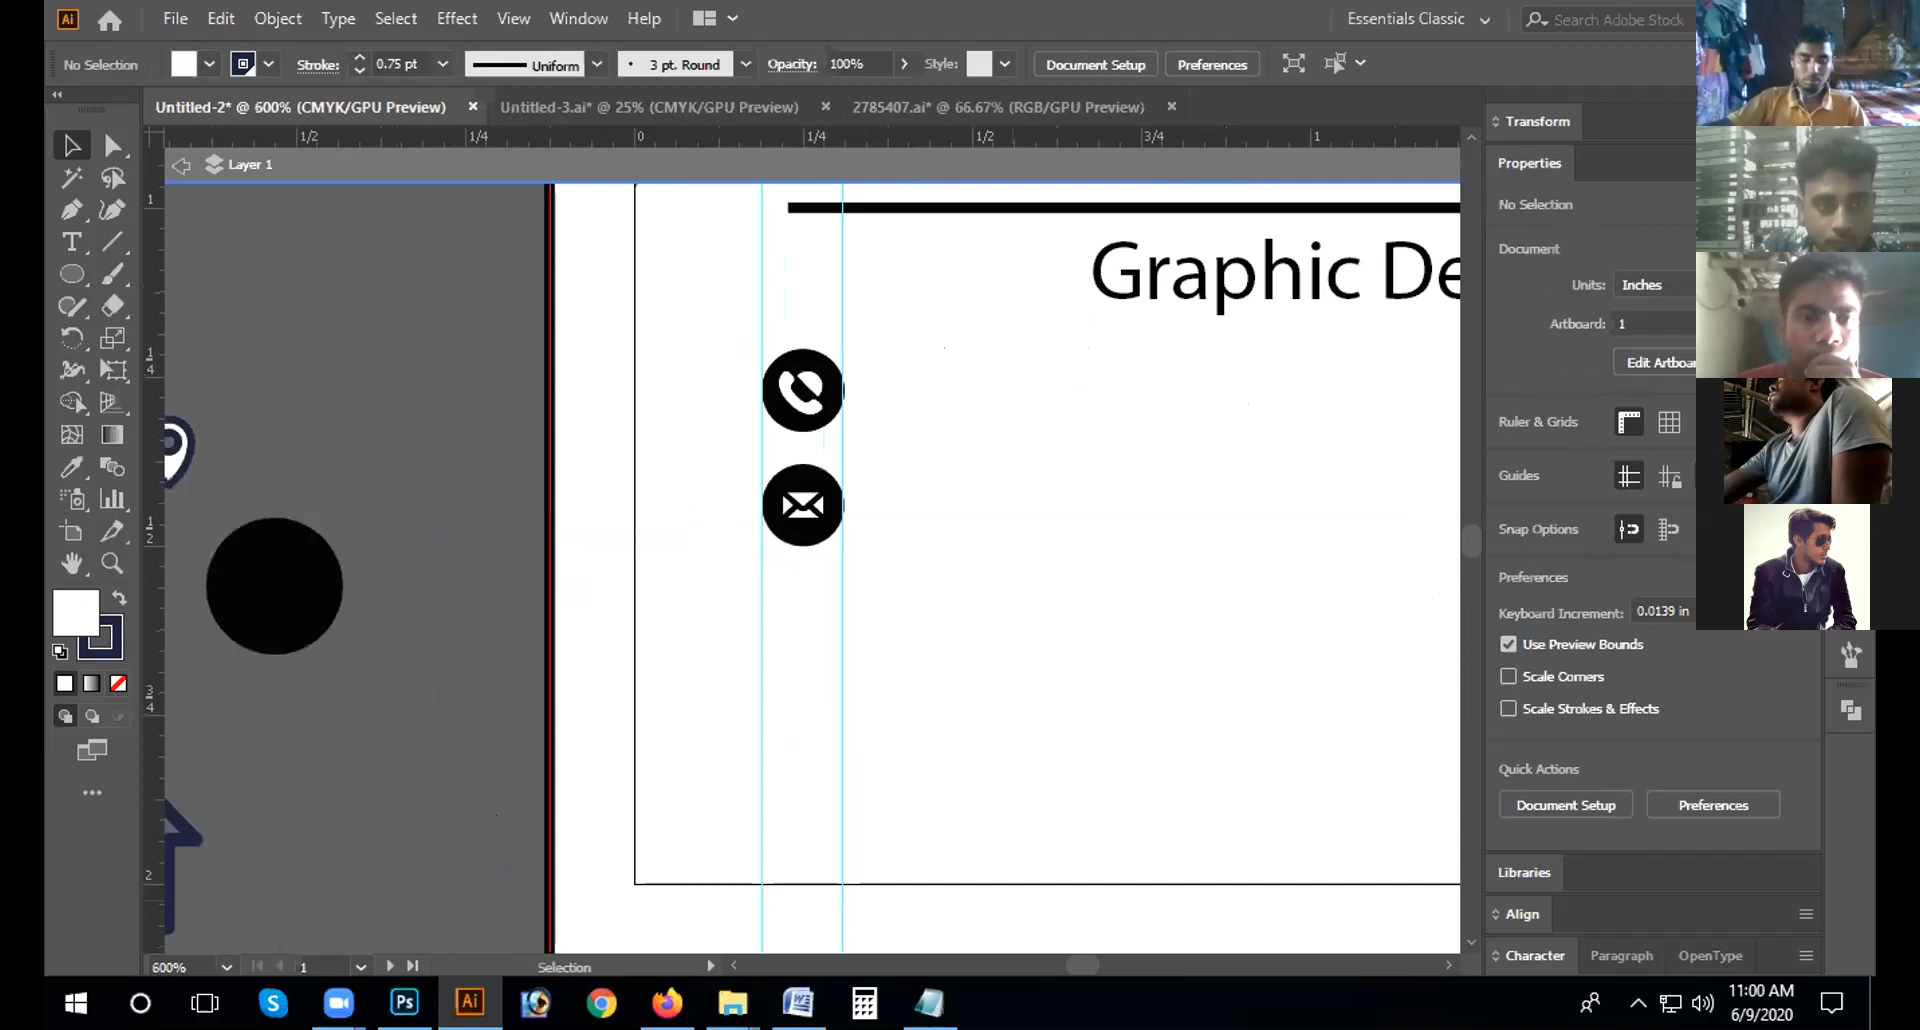 Ai File Edit Object Type Select Effect View Window Help Essentials Classic Search Adobe Stock
No Selection Stroke: 0.75 pt Uniform 3 pt. Round Opacity: 100% Style: Document Setup Preferences
Untitled-2* @ 600% (CMYK/GPU Preview) × Untitled-3.ai* @ 25% (CMYK/GPU Preview) × 2785407.ai* @ 66.67% (RGB/GPU Preview) ×
Transform
1/2 1/4 0 1/4 1/2 3/4 1
Layer 1
Properties
1
No Selection
Document
Graphic De
Units: Inches
Artboard: 1
1
4
Edit Artboar
Ruler & Grids
Guides
1
2
Snap Options
Preferences
Keyboard Increment: 0.0139 in
Use Preview Bounds
Scale Corners
3
4
Scale Strokes & Effects
Quick Actions
Document Setup Preferences
2
Libraries
Align
Character Paragraph OpenType
600% 1 Selection
S Ps Ai W
11:00 AM
6/9/2020